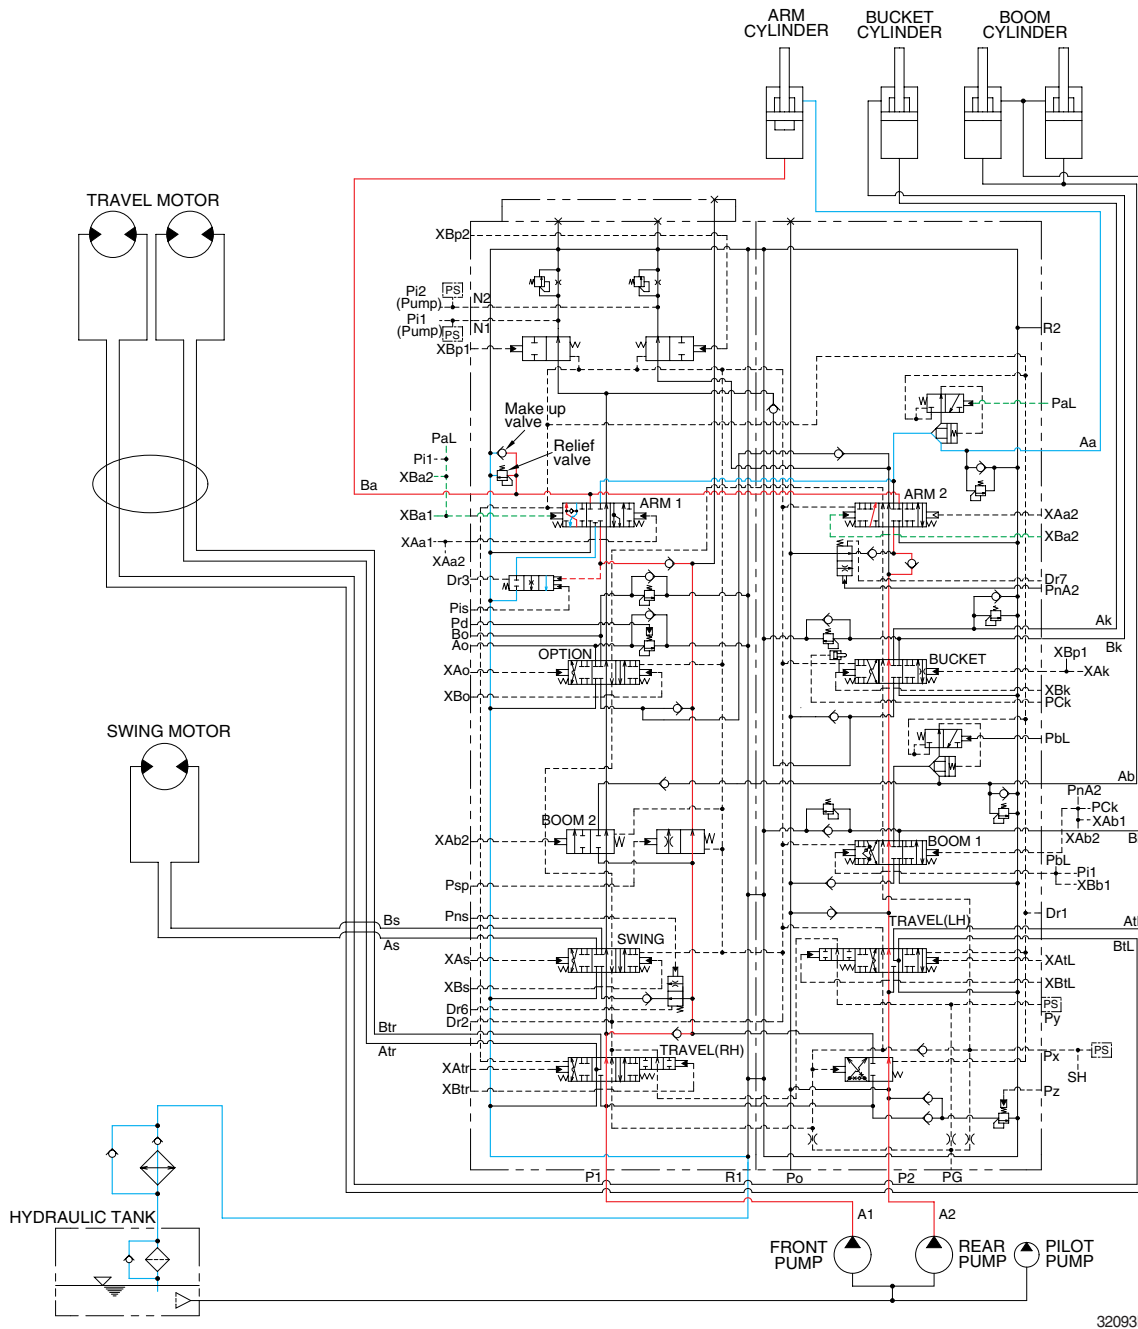 ARM
CYLINDER
BUCKET
CYLINDER
BOOM
CYLINDER
TRAVEL MOTOR
XBp2
Pi2
(Pump)
PS
N2
Pi1
(Pump)
PS
N1
XBp1
R2
PaL
Aa
Make up
valve
Relief
valve
PaL
Pi1
XBa2
Ba
XBa1
ARM 1
ARM 2
XAa2
XBa2
XAa1
XAa2
Dr3
Pis
Pd
Bo
Ao
Dr7
PnA2
Ak
Bk
OPTION
XAo
XBo
BUCKET
XBp1
XAk
XBk
PCk
SWING MOTOR
PbL
Ab
PnA2
PCk
XAb1
XAb2
B
BOOM 2
XAb2
BOOM 1
PbL
Pi1
XBb1
Psp
Pns
Bs
As
SWING
XAs
XBs
Dr6
Dr2
TRAVEL(LH)
Dr1
At
BtL
XAtL
XBtL
PS
Py
Btr
Atr
TRAVEL(RH)
XAtr
XBtr
Px
PS
SH
Pz
P1
R1
Po
P2
PG
HYDRAULIC TANK
A1
A2
FRONT
PUMP
REAR
PUMP
PILOT
PUMP
32093